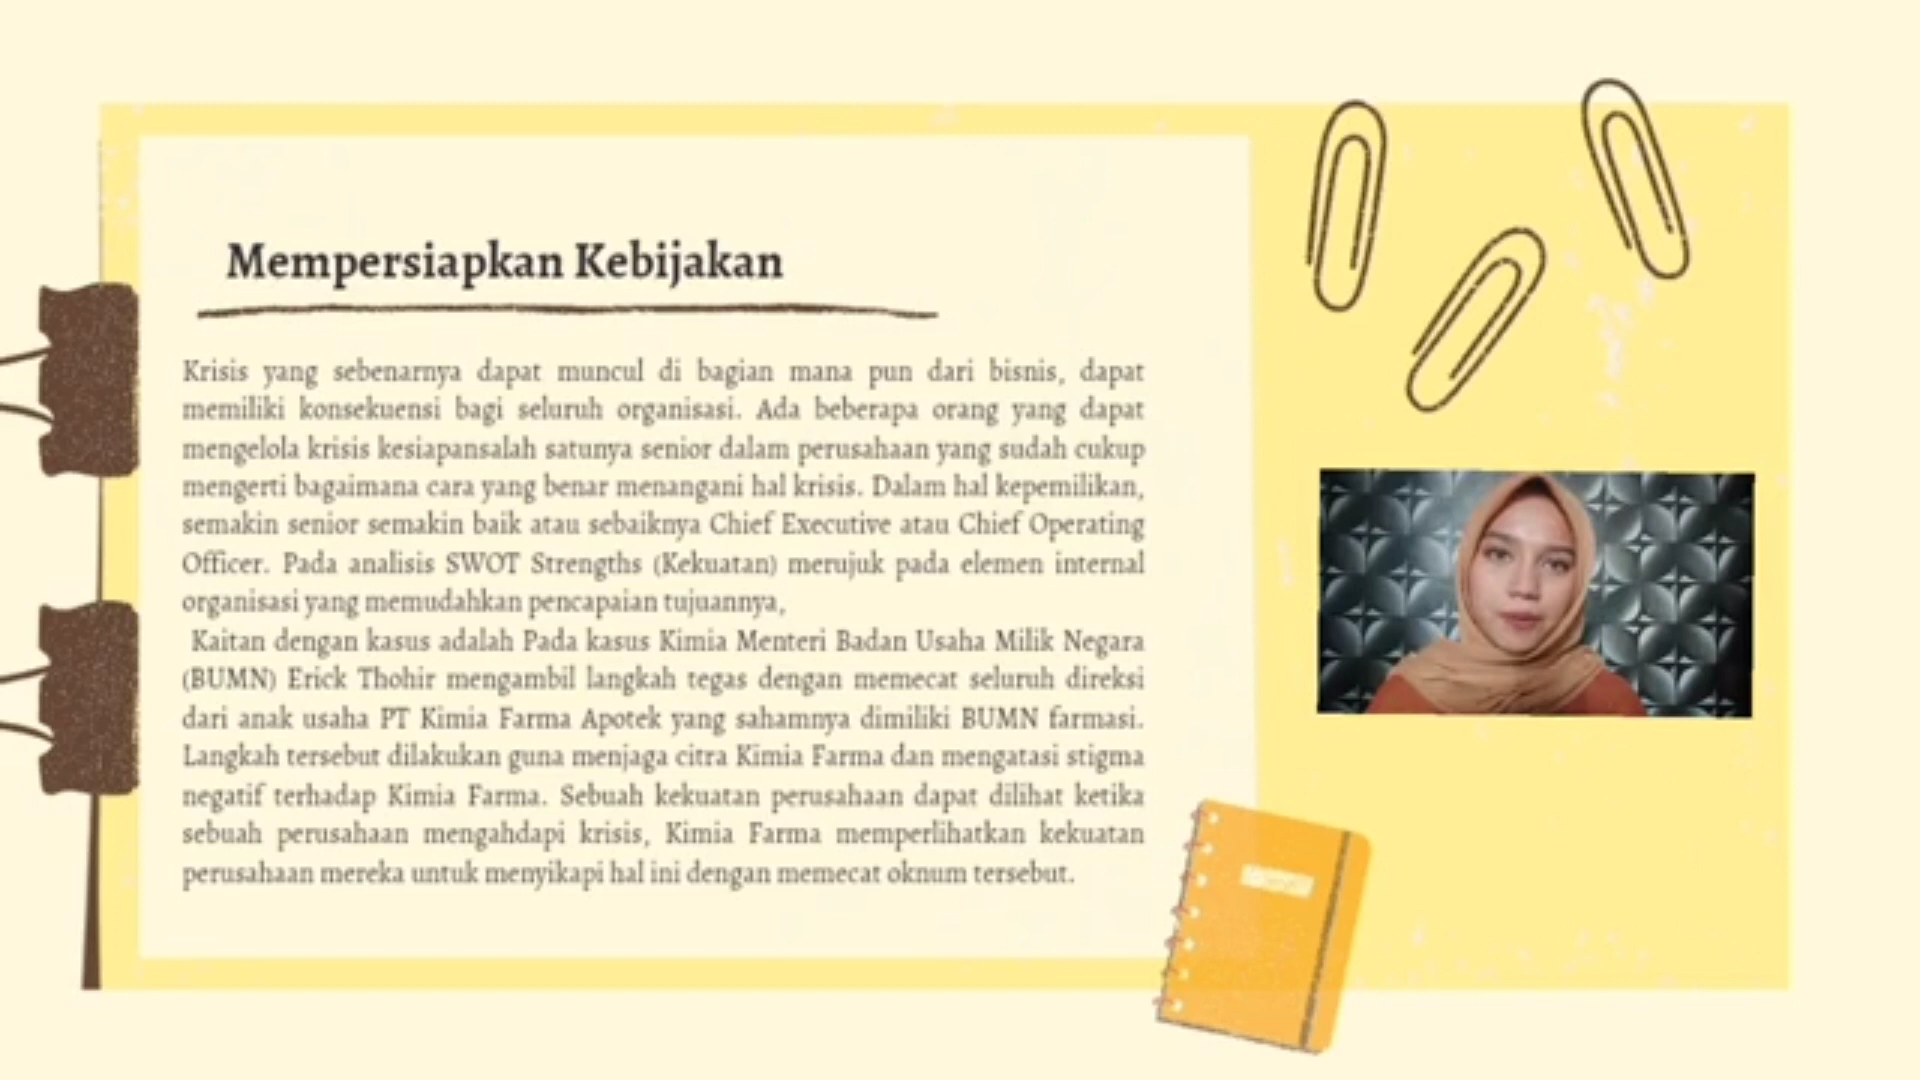 Mempersiapkan Kebijakan
Krisis yang sebenarnya dapat muncul di bagian mana pun dari bisnis, dapat
memiliki konsekuensi bagi seluruh organisasi. Ada beberapa orang yang dapat
mengelola krisis kesiapansalah satunya senior dalam perusahaan yang sudah cukup
mengerti bagaimana cara yang benar menangani hal krisis. Dalam hal kepemilikan,
semakin senior semakin baik atau sebaiknya Chief Executive atau Chief Operating
Officer. Pada analisis SWOT Strengths (Kekuatan) merujuk pada elemen internal
organisasi yang memudahkan pencapaian tujuannya,
Kaitan dengan kasus adalah Pada kasus Kimia Menteri Badan Usaha Milik Negara
(BUMN) Erick Thohir mengambil langkah tegas dengan memecat seluruh direksi
dari anak usaha PT Kimia Farma Apotek yang sahamnya dimiliki BUMN farmasi.
Langkah tersebut dilakukan guna menjaga citra Kimia Farma dan mengatasi stigma
negatif terhadap Kimia Farma. Sebuah kekuatan perusahaan dapat dilihat ketika
sebuah perusahaan mengahdapi krisis, Kimia Farma memperlihatkan kekuatan
perusahaan mereka untuk menyikapi hal ini dengan memecat oknum tersebut.